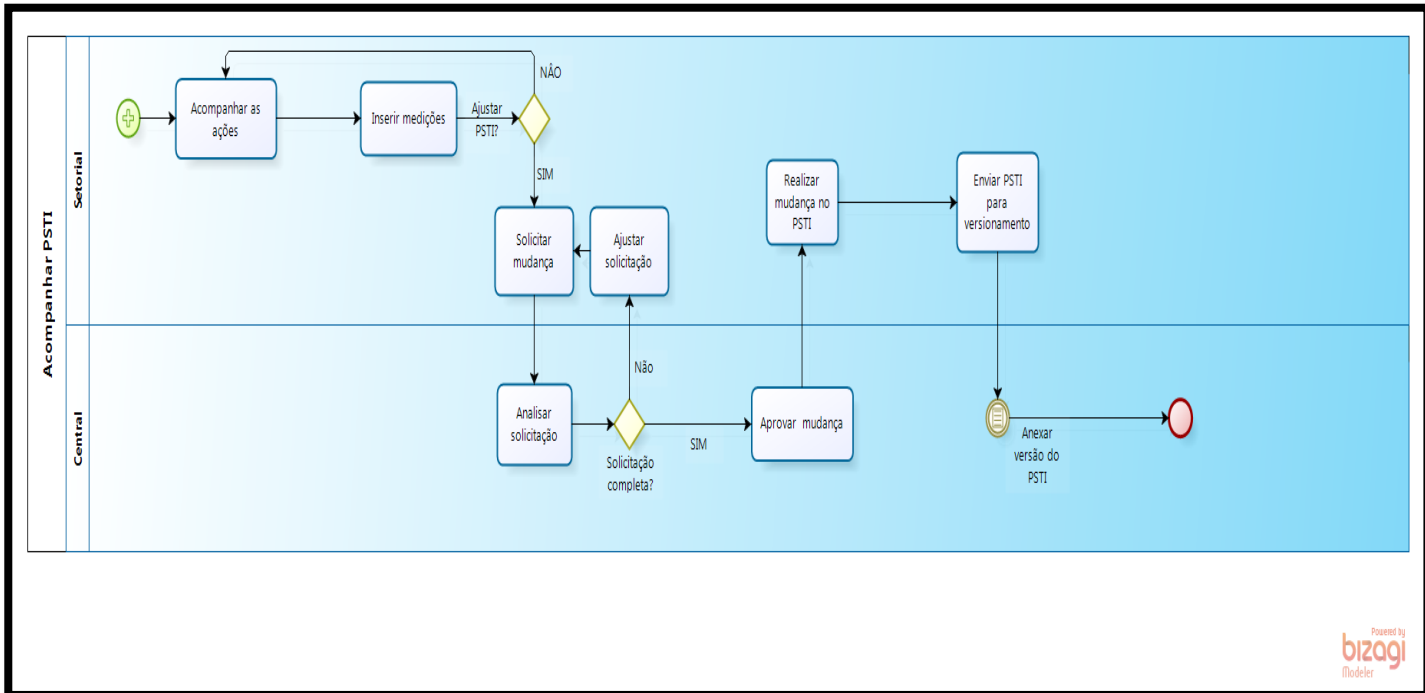 Acompanhar PSTI
Setorial
Acompanhar as
ações
Inserir medições
Ajustar
PSTI?
NÂO
SIM
Solicitar
mudança
Ajustar
solicitação
Realizar
mudança no
PSTI
Enviar PSTI
para
versionamento
Central
Analisar
solicitação
Não
Solicitação
completa?
SIM
Aprovar mudança
Anexar
versão do
PSTI
Powered by
bizagi
Modeler